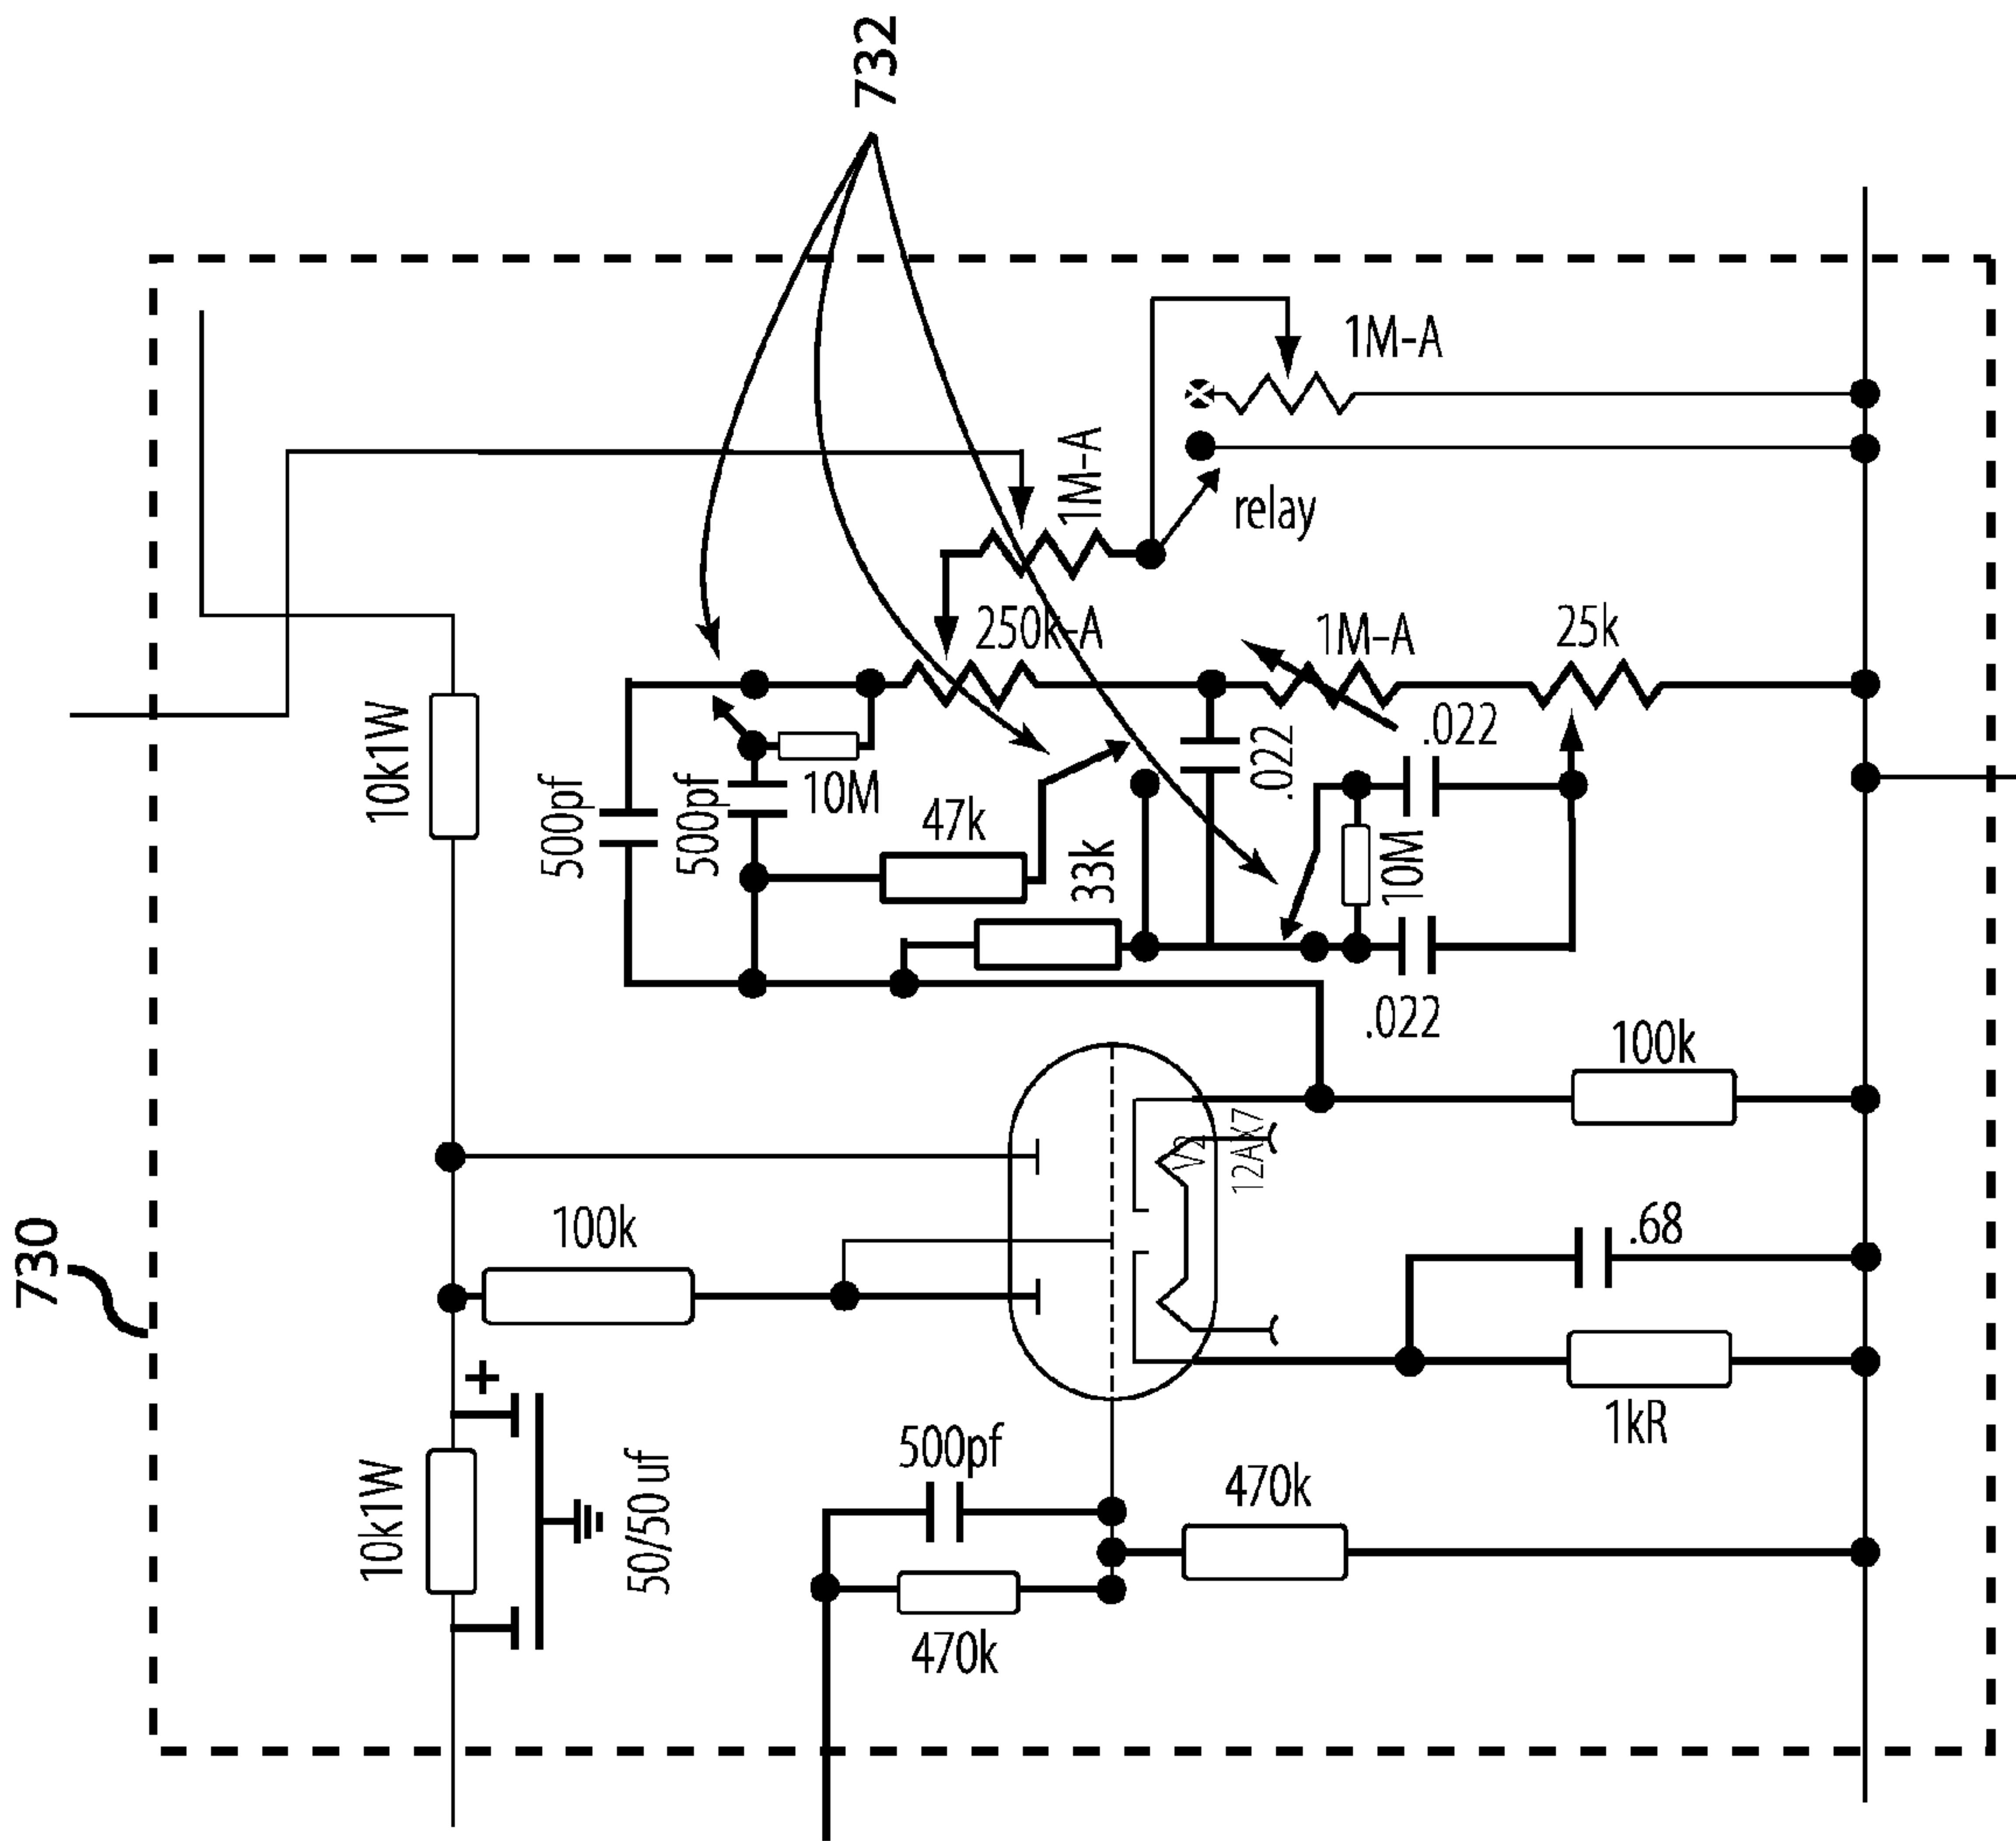 732
730
1M-A
1M-A
relay
10k1W
250k-A
1M-A
25k
500pf
500pf
10M
.022
.022
47k
33k
10M
.022
100k
100k
V2
12AX7
.68
+
1kR
10k1W
50/50 uf
500pf
470k
470k